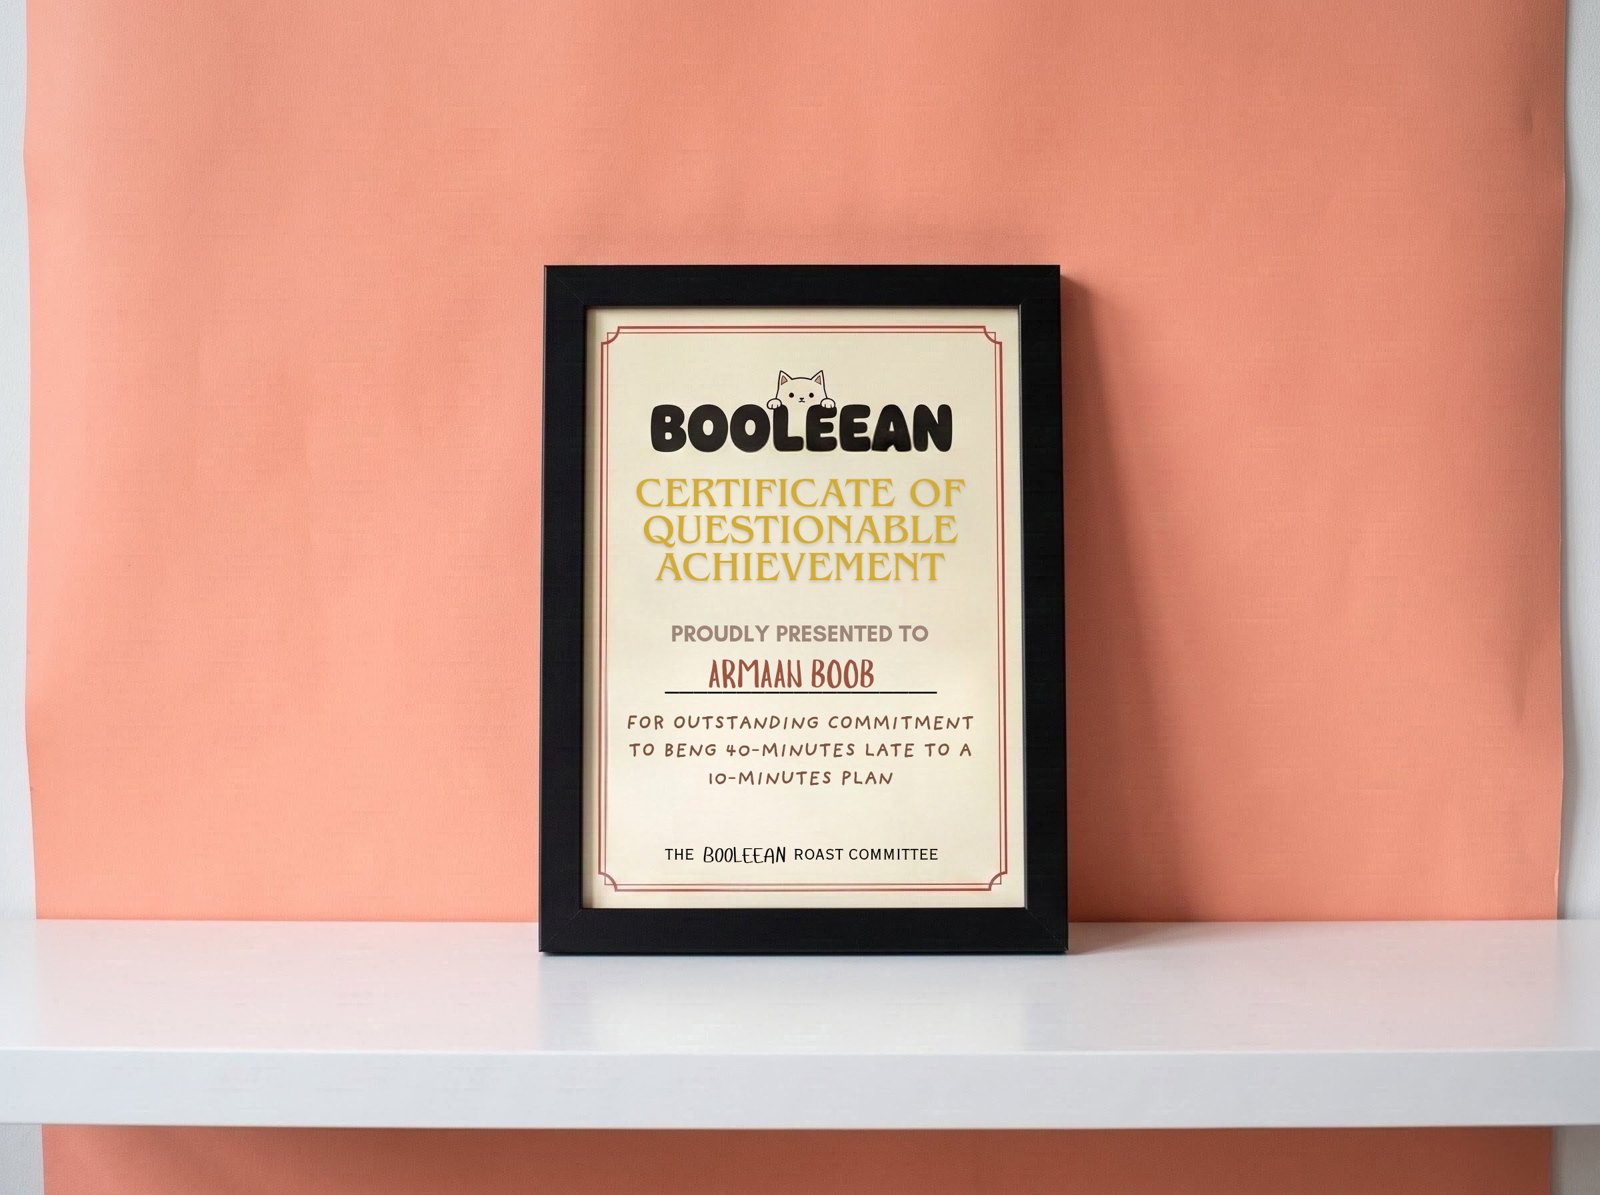 BOOLEEAN
CERTIFICATE OF
QUESTIONABLE
ACHIEVEMENT
PROUDLY PRESENTED TO
ARMAAN BOOB
FOR OUTSTANDING COMMITMENT
TO BENG 40-MINUTES LATE TO A
10-MINUTES PLAN
THE BOOLEEAN ROAST COMMITTEE